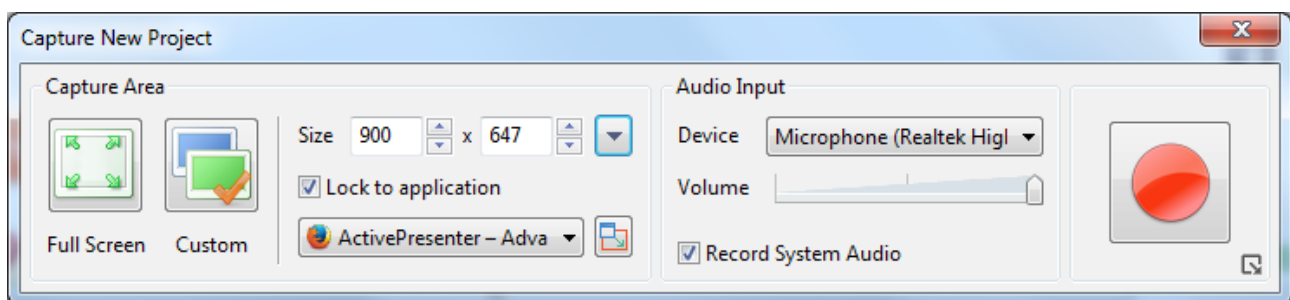 Capture New Project
Capture Area
Size 900 x 647
Lock to application
ActivePresenter – Adva
Full Screen
Custom
Audio Input
Device Microphone (Realtek Higl
Volume
Record System Audio